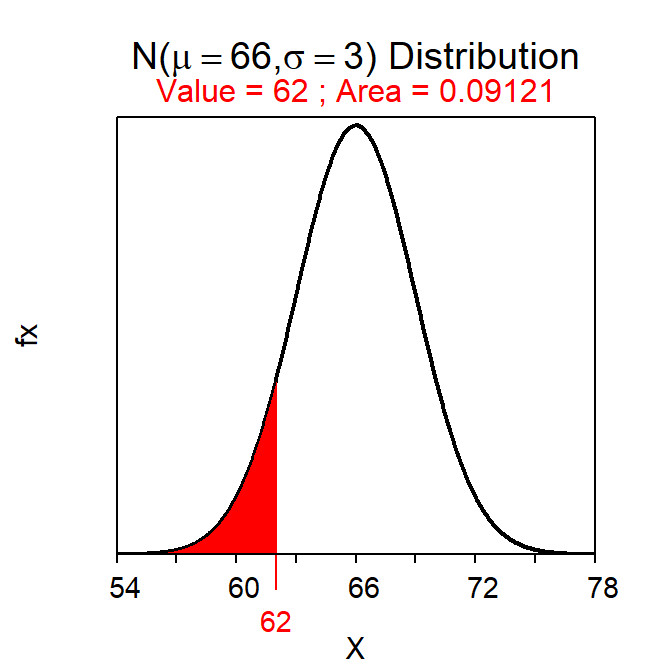 N(μ = 66,σ = 3) Distribution
Value = 62 ; Area = 0.09121
fx
54 60 66 72 78
62
X